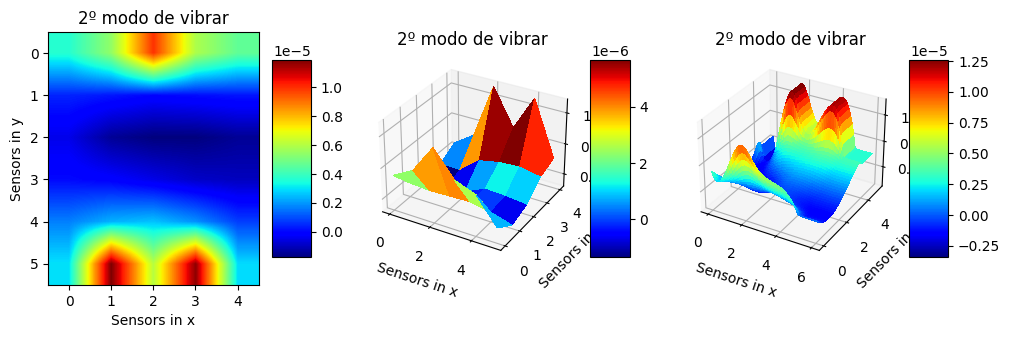 2º modo de vibrar
1e−5
0
1
2
3
4
5
Sensors in y
0 1 2 3 4
Sensors in x
1.0
0.8
0.6
0.4
0.2
0.0
2º modo de vibrar
1e−6
0 2 4
Sensors in x
0 1 2 3 4
Sensors in
4
2
0
2º modo de vibrar
1e−5
0 2 4 6
Sensors in x
0 2 4
Sensors in
1.25
1.00
0.75
0.50
0.25
0.00
−0.25